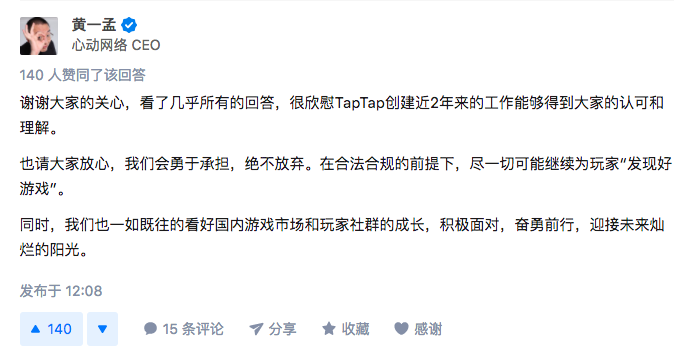 黄一孟
心动网络 CEO
140 人赞同了该回答
谢谢大家的关心，看了几乎所有的回答，很欣慰TapTap创建近2年来的工作能够得到大家的认可和
理解。
也请大家放心，我们会勇于承担，绝不放弃。在合法合规的前提下，尽一切可能继续为玩家“发现好
游戏”。
同时，我们也一如既往的看好国内游戏市场和玩家社群的成长，积极面对，奋勇前行，迎接未来灿
烂的阳光。
发布于 12:08
140 15 条评论 分享 收藏 感谢